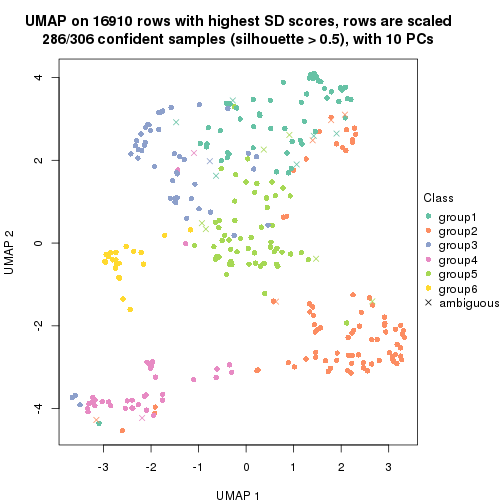 UMAP on 16910 rows with highest SD scores, rows are scaled
286/306 confident samples (silhouette > 0.5), with 10 PCs
4
2
0
-2
-4
UMAP 2
-3
-2
-1
0
1
2
3
UMAP 1
Class
group1
group2
group3
group4
group5
group6
ambiguous